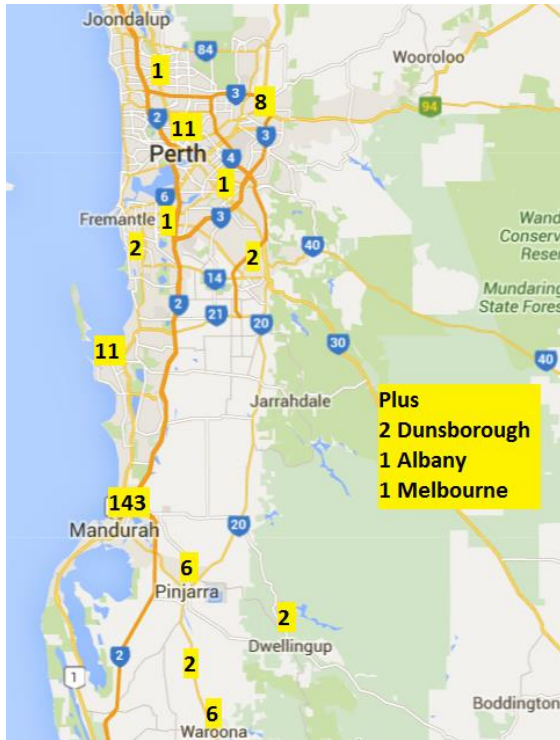 Joondalup
84
Wooroloo
1
3
8
94
2
11
3
Perth
4
1
6
Fremantle
1
3
2
2
40
14
2
21
20
30
11
40
Wand
Conserv
Rese
Mundaring
State Fores
Jarrahdale
Plus
2 Dunsborough
1 Albany
1 Melbourne
143
Mandurah
20
6
Pinjarra
2
Dwellingup
2
2
1
6
Waroona
Boddington